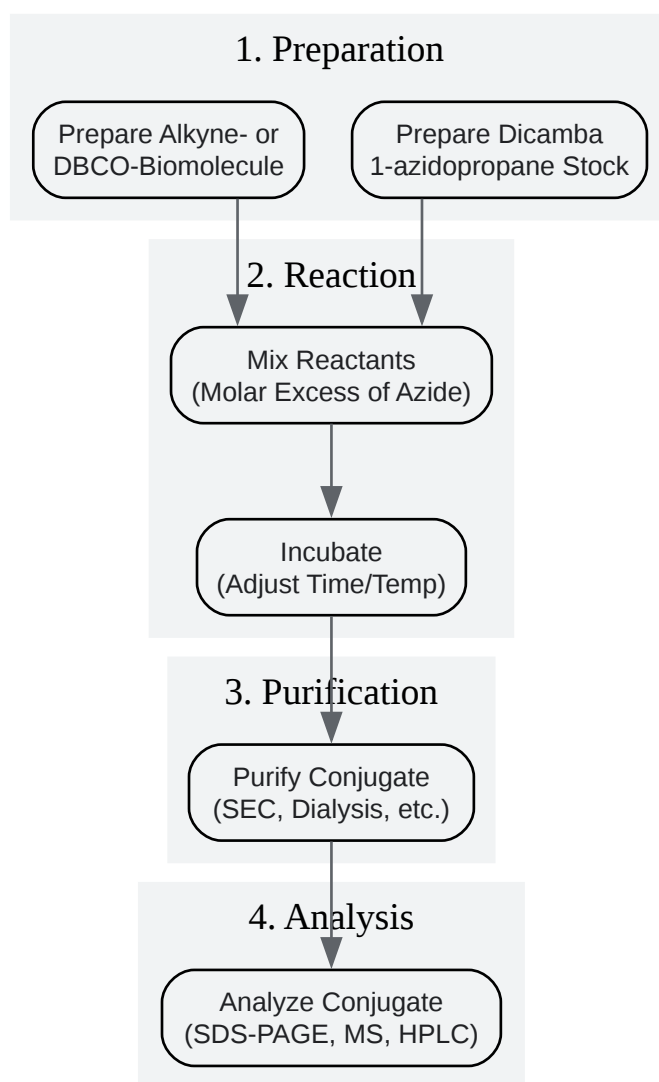 1. Preparation
Prepare Alkyne- or
DBCO-Biomolecule
Prepare Dicamba
1-azidopropane Stock
2. Reaction
Mix Reactants
(Molar Excess of Azide)
Incubate
(Adjust Time/Temp)
3. Purification
Purify Conjugate
(SEC, Dialysis, etc.)
4. Analysis
Analyze Conjugate
(SDS-PAGE, MS, HPLC)